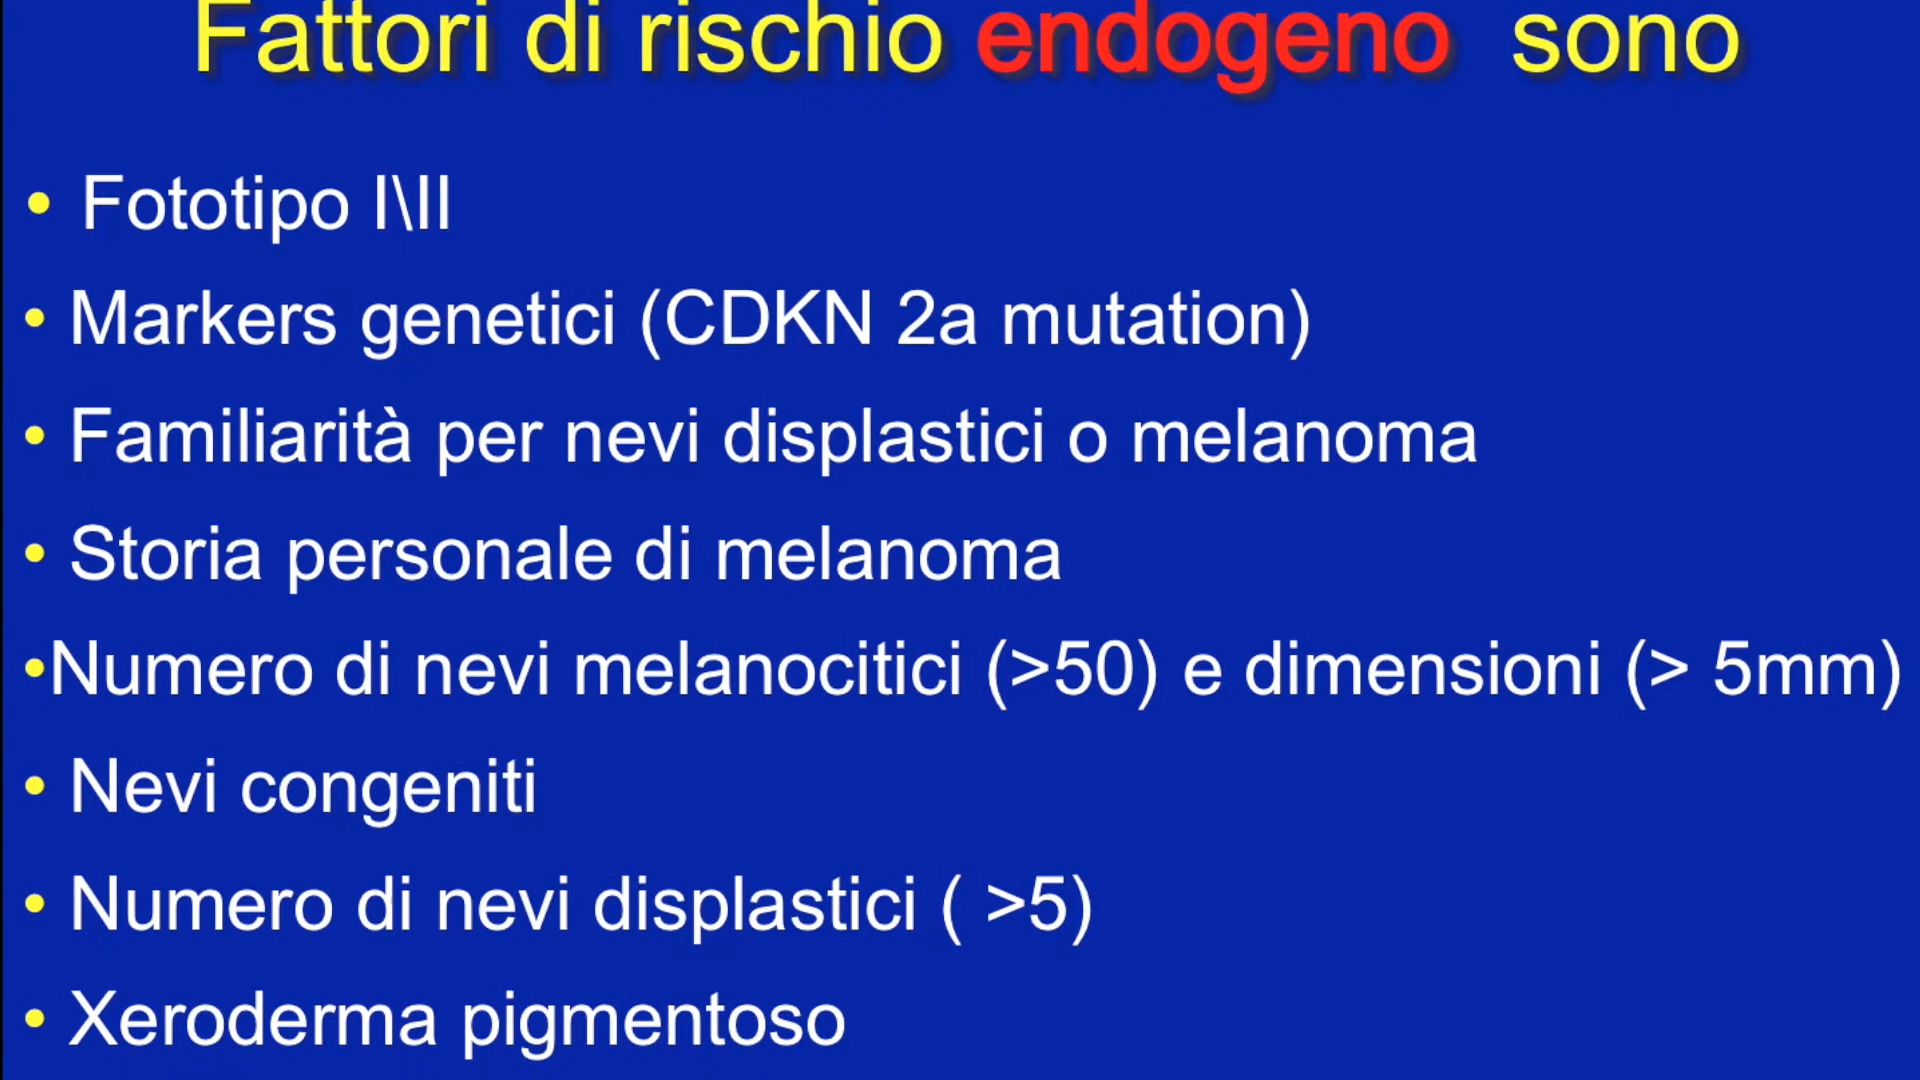 Fattori di rischio endogeno sono
• Fototipo I\II
• Markers genetici (CDKN 2a mutation)
• Familiarità per nevi displastici o melanoma
• Storia personale di melanoma
•Numero di nevi melanocitici (>50) e dimensioni (> 5mm)
• Nevi congeniti
• Numero di nevi displastici ( >5)
• Xeroderma pigmentoso